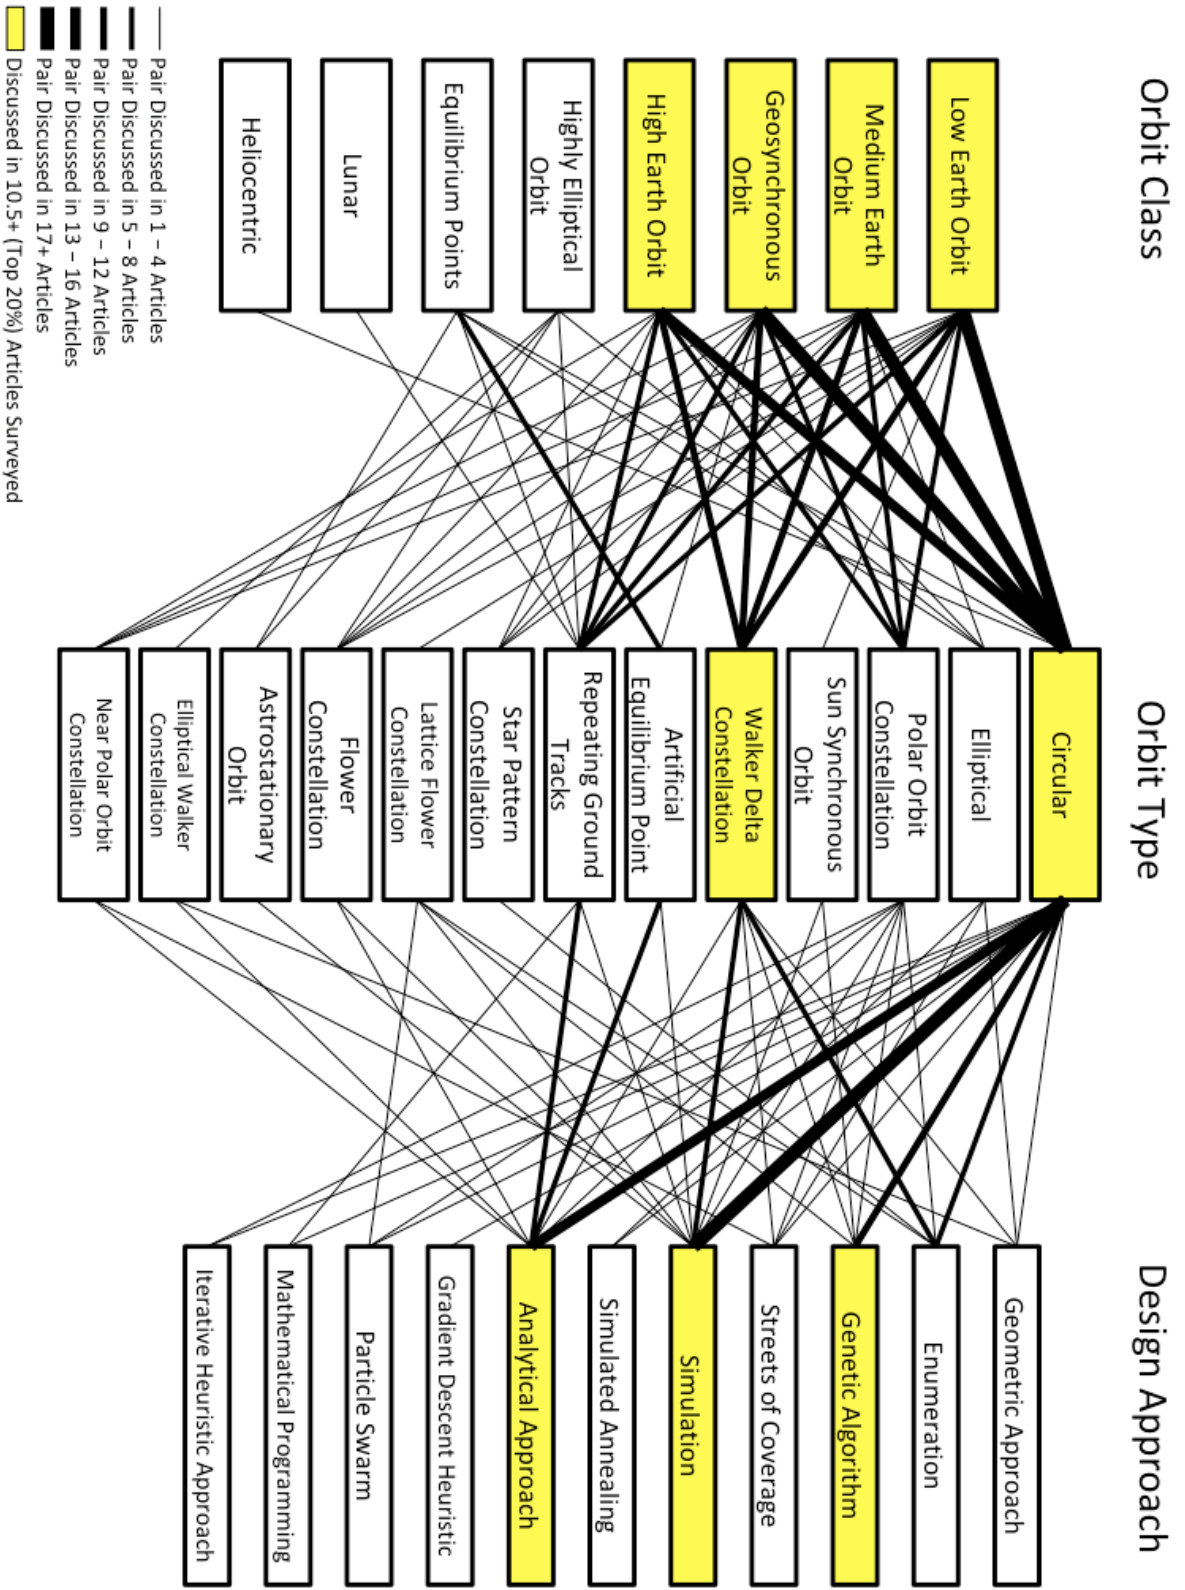 Orbit Class
Low Earth Orbit
Medium Earth
Orbit
Geosynchronous
Orbit
High Earth Orbit
Highly Elliptical
Orbit
Equilibrium Points
Lunar
Heliocentric
Pair Discussed in 1 – 4 Articles
Pair Discussed in 5 – 8 Articles
Pair Discussed in 9 – 12 Articles
Pair Discussed in 13 – 16 Articles
Pair Discussed in 17+ Articles
Discussed in 10.5+ (Top 20%) Articles Surveyed
Orbit Type
Circular
Elliptical
Polar Orbit
Constellation
Sun Synchronous
Orbit
Walker Delta
Constellation
Artificial
Equilibrium Point
Repeating Ground
Tracks
Star Pattern
Constellation
Lattice Flower
Constellation
Flower
Constellation
Astrostationary
Orbit
Elliptical Walker
Constellation
Near Polar Orbit
Constellation
Design Approach
Geometric Approach
Enumeration
Genetic Algorithm
Streets of Coverage
Simulation
Simulated Annealing
Analytical Approach
Gradient Descent Heuristic
Particle Swarm
Mathematical Programming
Iterative Heuristic Approach